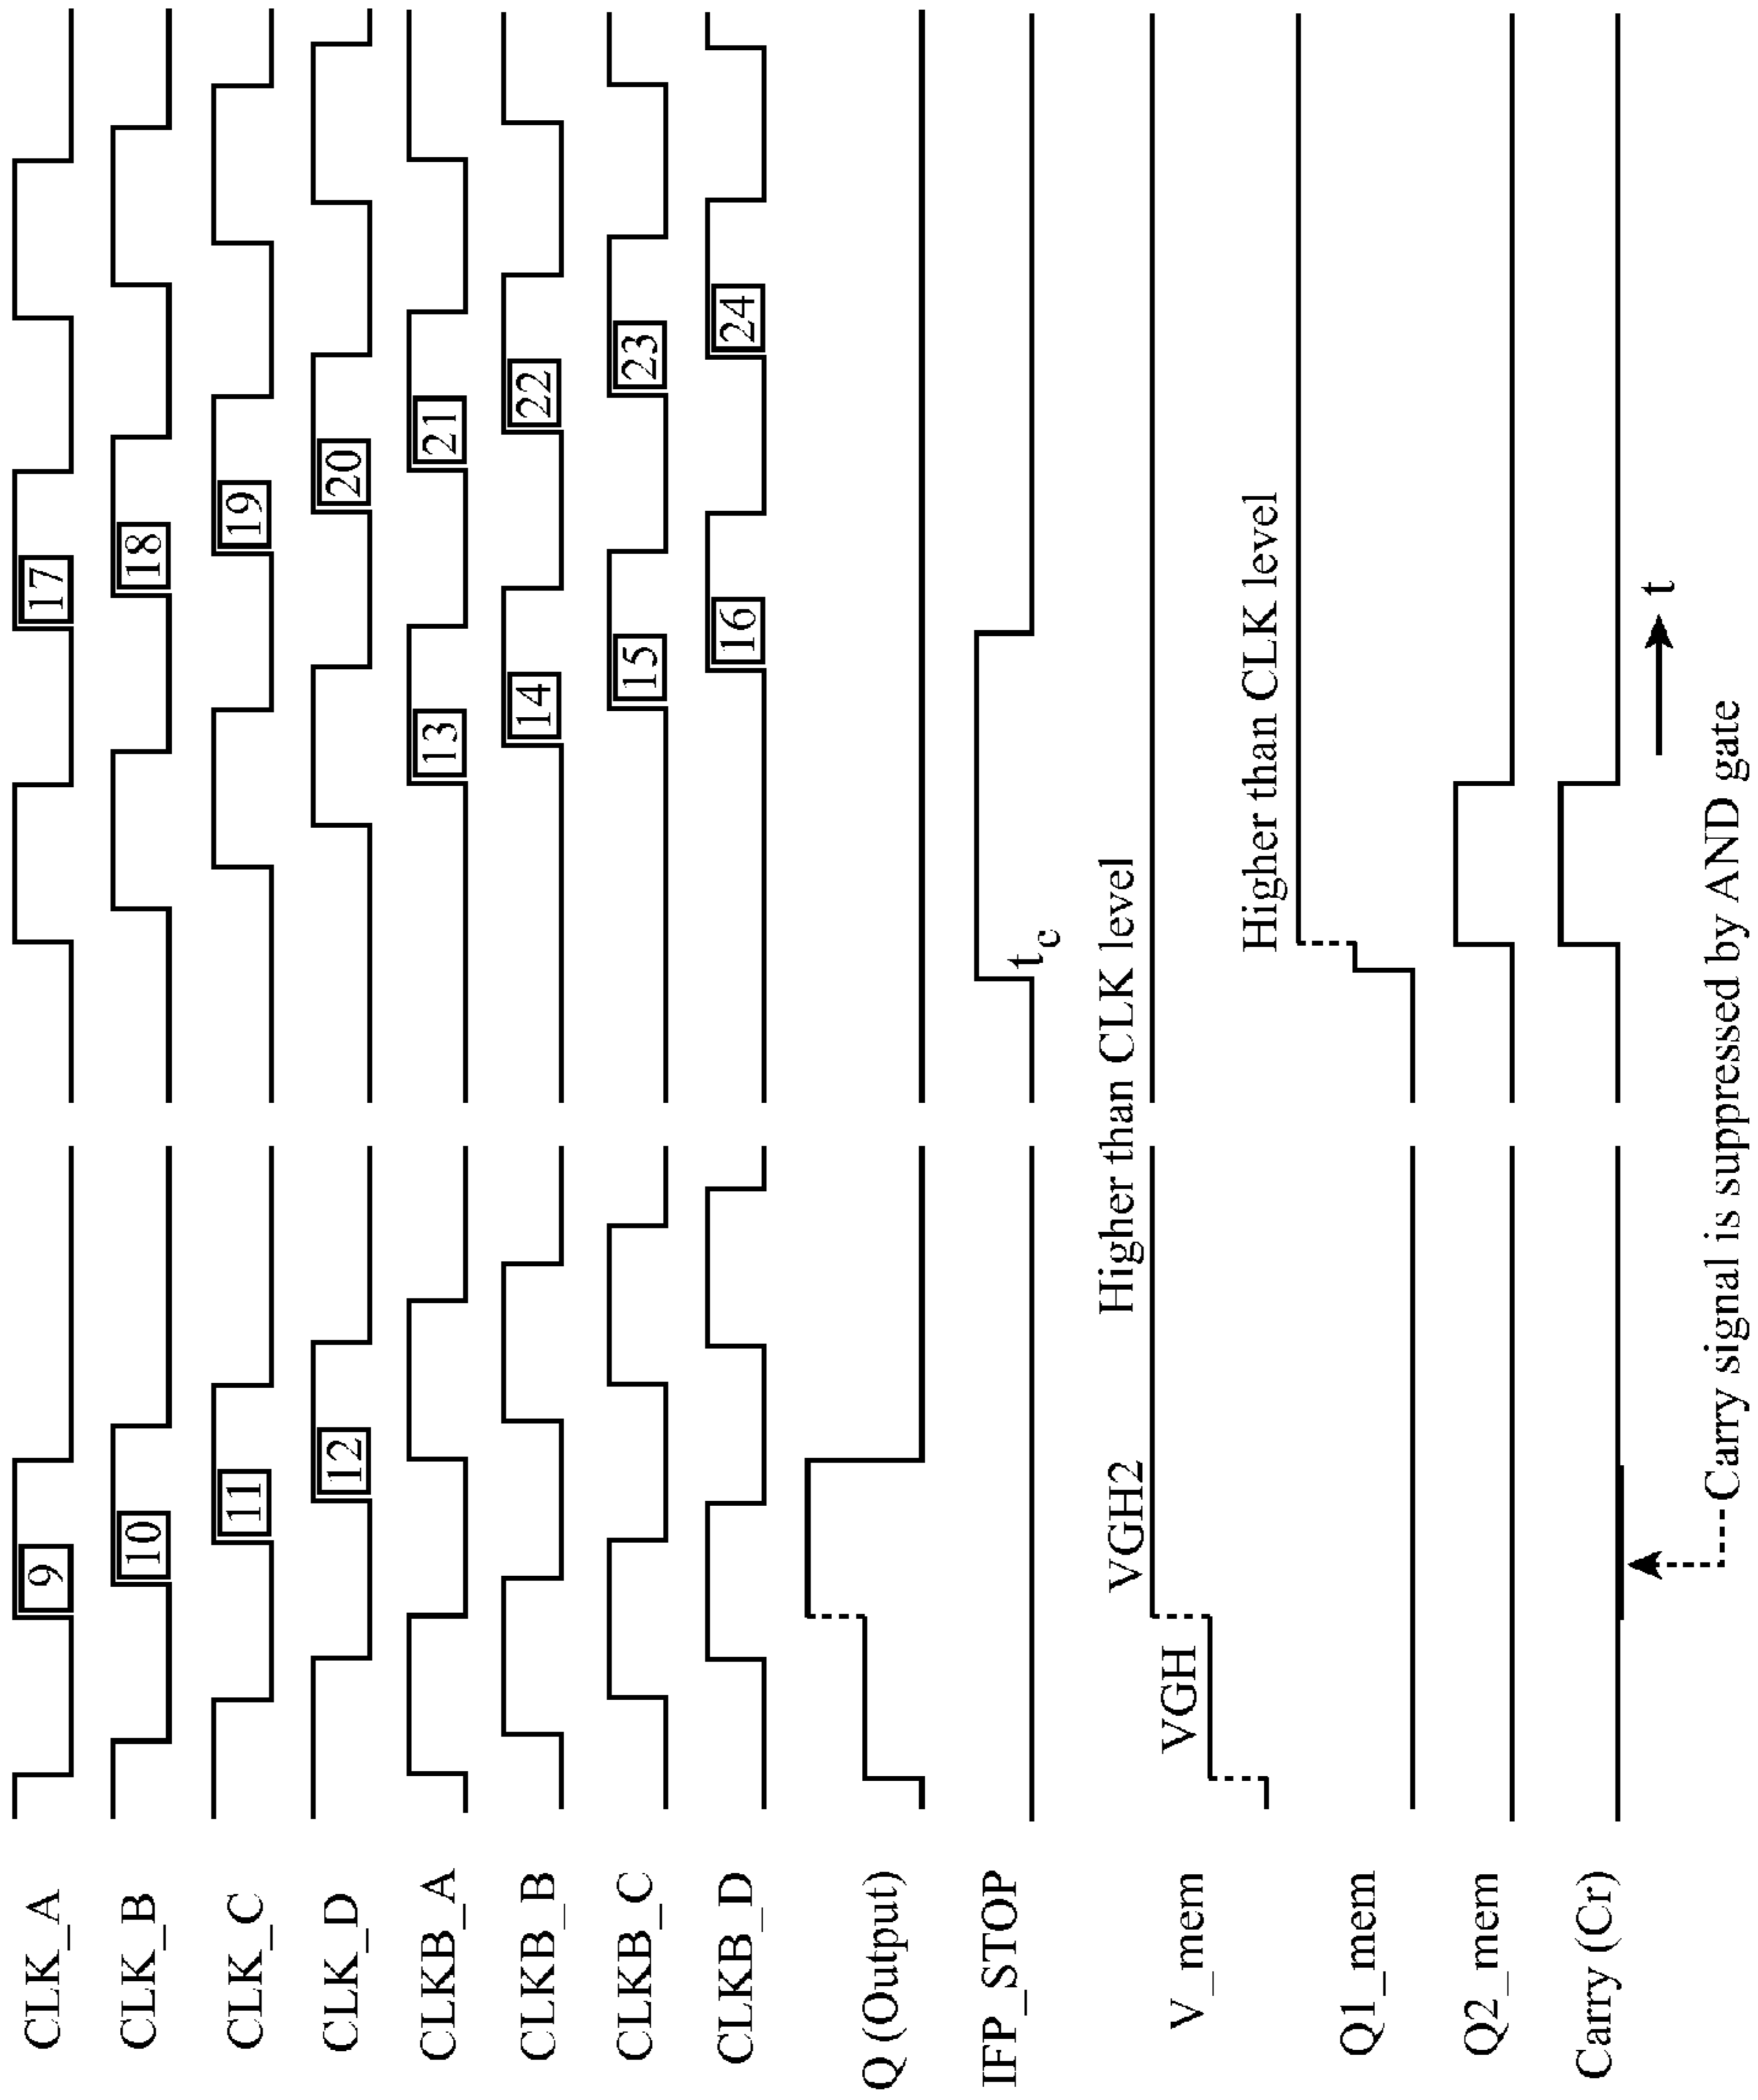 CLK_A
9
17
CLK_B
10
18
CLK_C
11
19
CLK_D
12
20
CLKB_A
13
21
CLKB_B
14
22
CLKB_C
15
23
CLKB_D
16
24
Q (Output)
IFP_STOP
tc
V_mem
VGH
VGH2
Higher than CLK level
Q1_mem
Higher than CLK level
Q2_mem
Carry (Cr)
t
Carry signal is suppressed by AND gate